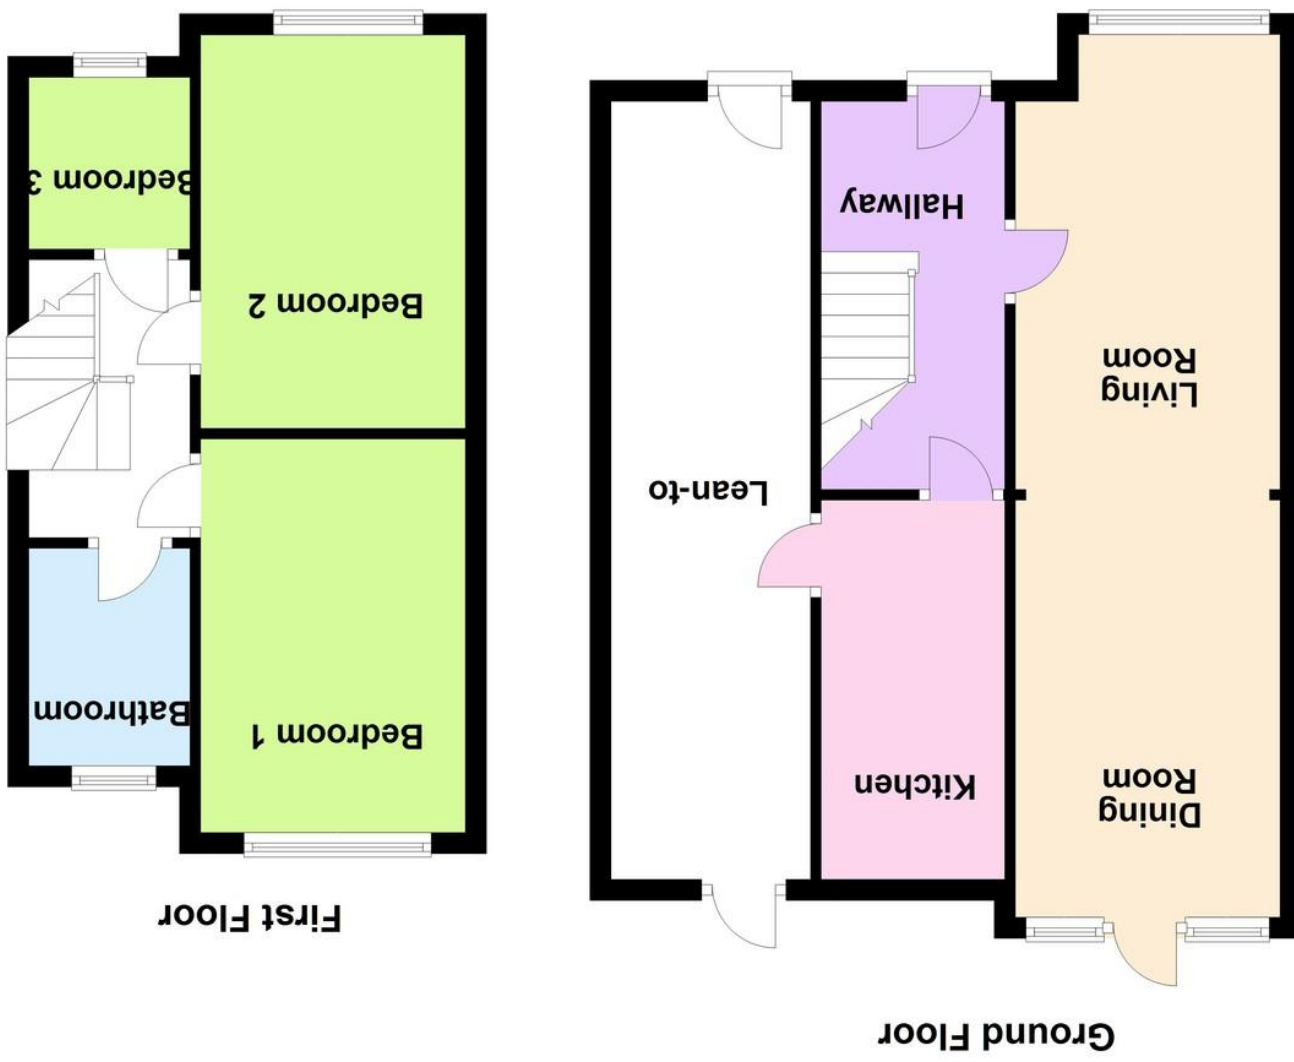 Ground Floor
Dining
Room
Kitchen
Lean-to
Living
Room
Hallway
First Floor
Bedroom 1
Bathroom
Bedroom 2
Bedroom 3